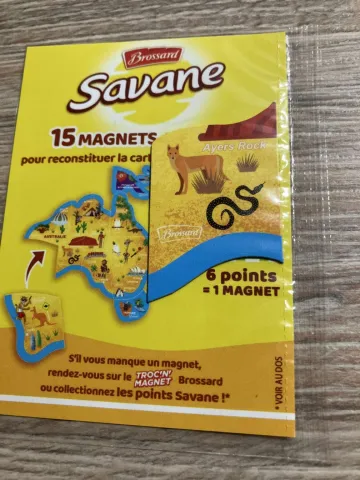 Brossard
Savane
15 MAGNETS
pour reconstituer la cart
Ayers Rock
AUSTRALIE
Brossard
6 points
= 1 MAGNET
S'il vous manque un magnet,
rendez-vous sur le TROC'N' MAGNET Brossard
ou collectionnez les points Savane !*
* VOIR AU DOS